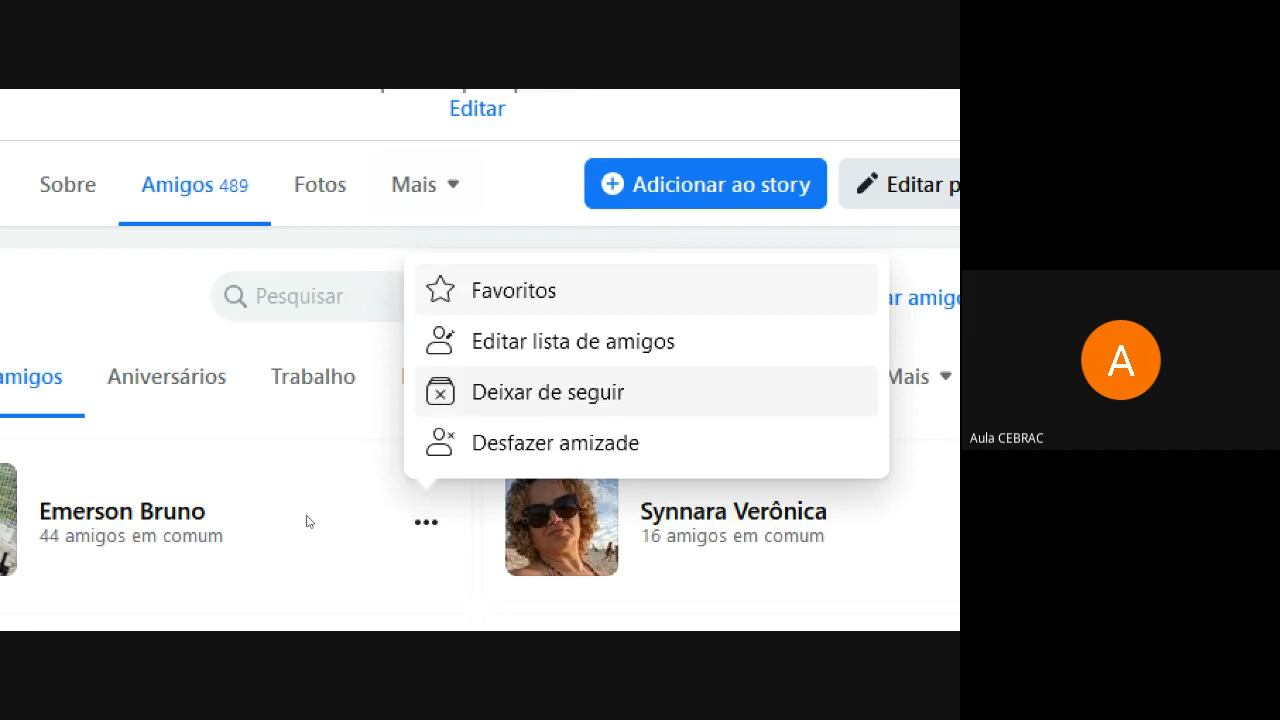 Editar
Sobre
Amigos 489
Fotos
Mais
Adicionar ao story
Editar p
Pesquisar
ar amig
Favoritos
Editar lista de amigos
Deixar de seguir
Desfazer amizade
amigos
Aniversários
Trabalho
Mais
Emerson Bruno
44 amigos em comum
Synnara Verônica
16 amigos em comum
A
Aula CEBRAC